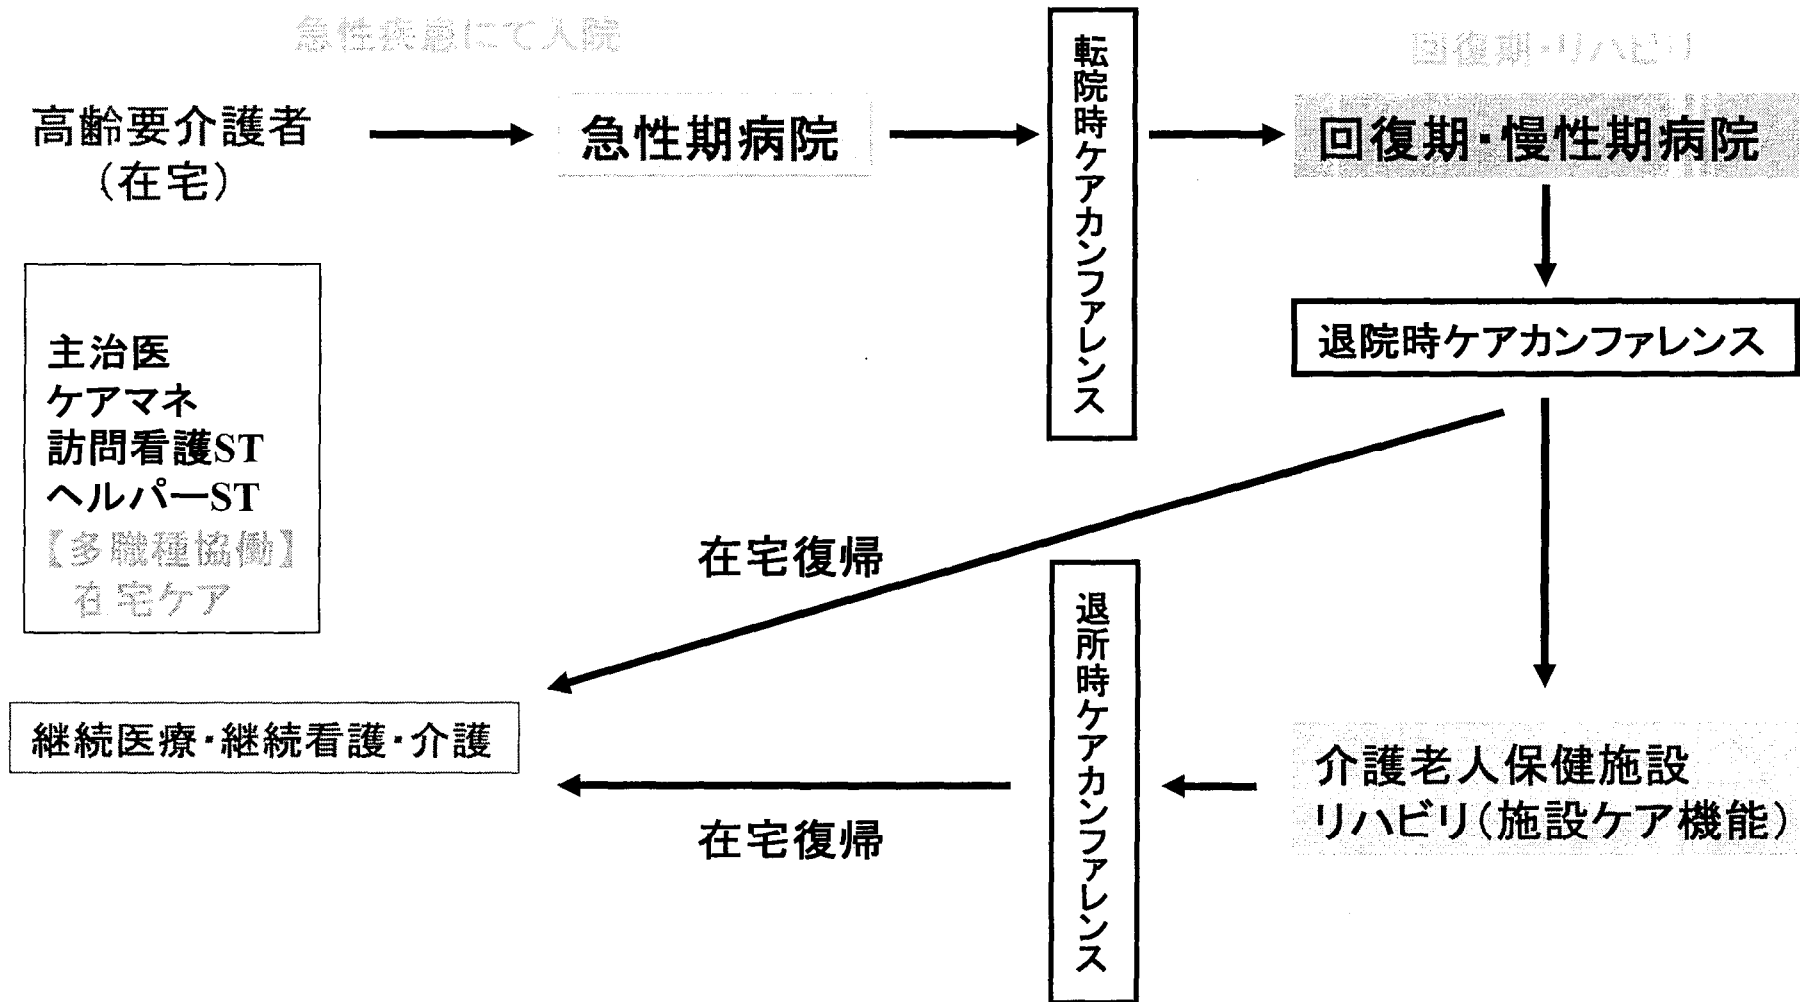 急性疾患にて入院
回復期・リハビリ
高齢要介護者
（在宅）
急性期病院
転院時ケアカンファレンス
回復期・慢性期病院
退院時ケアカンファレンス
主治医
ケアマネ
訪問看護ST
ヘルパーST
【多職種協働】
在宅ケア
在宅復帰
退所時ケアカンファレンス
継続医療・継続看護・介護
介護老人保健施設
リハビリ（施設ケア機能）
在宅復帰